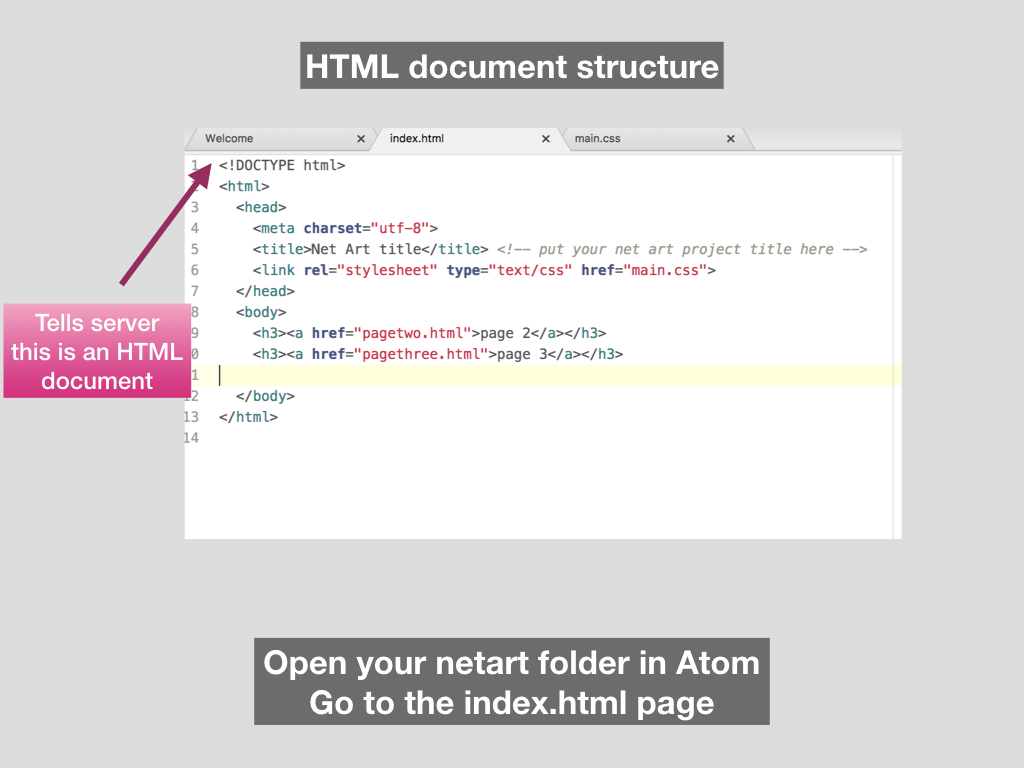 HTML document structure
Welcome
index.html
main.css
1 <!DOCTYPE html>
2 <html>
3 <head>
4 <meta charset="utf-8">
5 <title>Net Art title</title> <!-- put your net art project title here -->
6 <link rel="stylesheet" type="text/css" href="main.css">
7 </head>
8 <body>
9 <h3><a href="pagetwo.html">page 2</a></h3>
0 <h3><a href="pagethree.html">page 3</a></h3>
1
12 </body>
13 </html>
14
Tells server
this is an HTML
document
Open your netart folder in Atom
Go to the index.html page